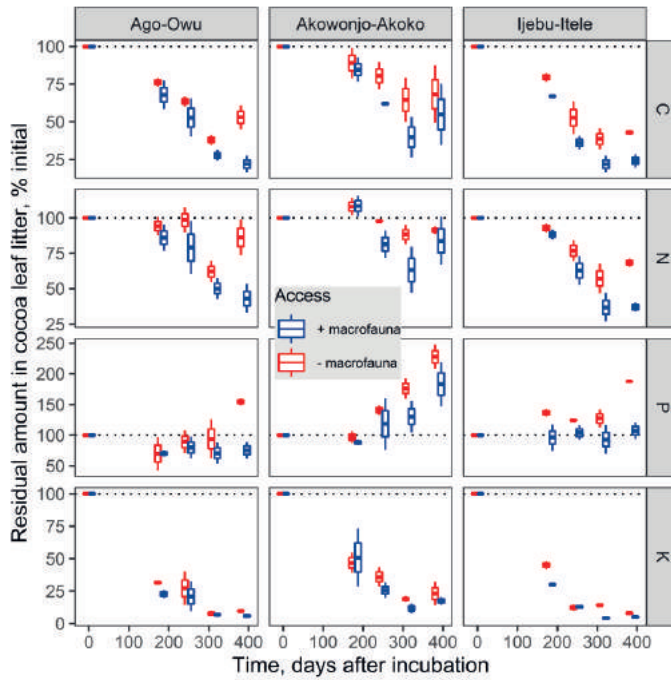 Ago-Owu Akowonjo-Akoko Ijebu-Itele
Residual amount in cocoa leaf litter, % initial
100
75
50
25
C
100
75
50
25
N
Access
+ macrofauna
- macrofauna
250
200
150
100
50
P
100
75
50
25
0
K
0 100 200 300 400 0 100 200 300 400 0 100 200 300 400
Time, days after incubation